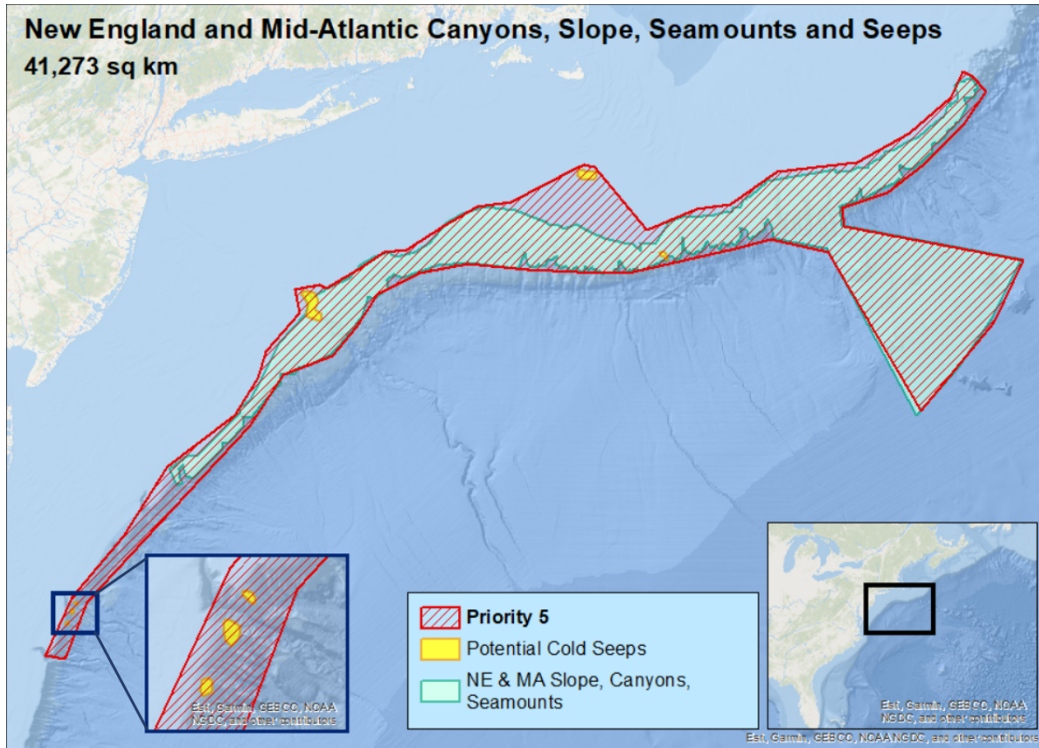 New England and Mid-Atlantic Canyons, Slope, Seamounts and Seeps
41,273 sq km
Priority 5
Potential Cold Seeps
NE & MA Slope, Canyons,
Seamounts
Esri, Garmin, GEBCO, NOAA
NGDC, and other contributors
Esri, Garmin, GEBCO, NOAA
NGDC, and other contributors
Esri, Garmin, GEBCO, NOAA NGDC, and other contributors